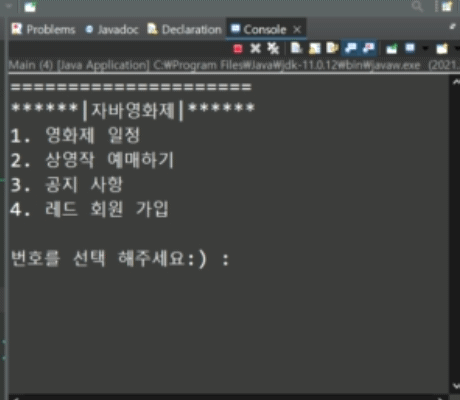 Problems Javadoc Declaration Console
Main (4) [Java Application] C:₩Program Files₩Java₩jdk-11.0.12₩bin₩javaw.exe (2021.
======================
******|자바영화제|******
1. 영화제 일정
2. 상영작 예매하기
3. 공지 사항
4. 레드 회원 가입
번호를 선택 해주세요:) :